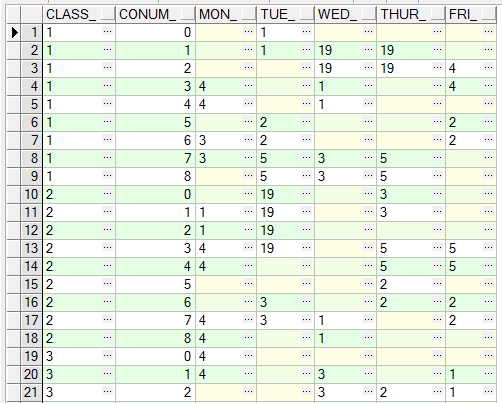 CLASS_ CONUM_ MON_ TUE_ WED_ THUR_ FRI_
1 1 0 ... 1 ... ... ... ...
2 1 1 ... 1 19 19 ...
3 1 2 ... ... 19 19 4
4 1 3 4 ... 1 ... 4
5 1 4 4 ... 1 ... ...
6 1 5 ... 2 ... ... 2
7 1 6 3 2 ... ... 2
8 1 7 3 5 3 5 ...
9 1 8 ... 5 3 5 ...
10 2 0 ... 19 ... 3 ...
11 2 1 1 19 ... 3 ...
12 2 2 1 19 ... ... ...
13 2 3 4 19 ... 5 5
14 2 4 4 ... ... 5 5
15 2 5 ... ... ... 2 ...
16 2 6 ... 3 ... 2 2
17 2 7 4 3 1 ... 2
18 2 8 4 ... 1 ... ...
19 3 0 4 ... ... ... ...
20 3 1 4 ... 3 ... 1
21 3 2 ... ... 3 2 1